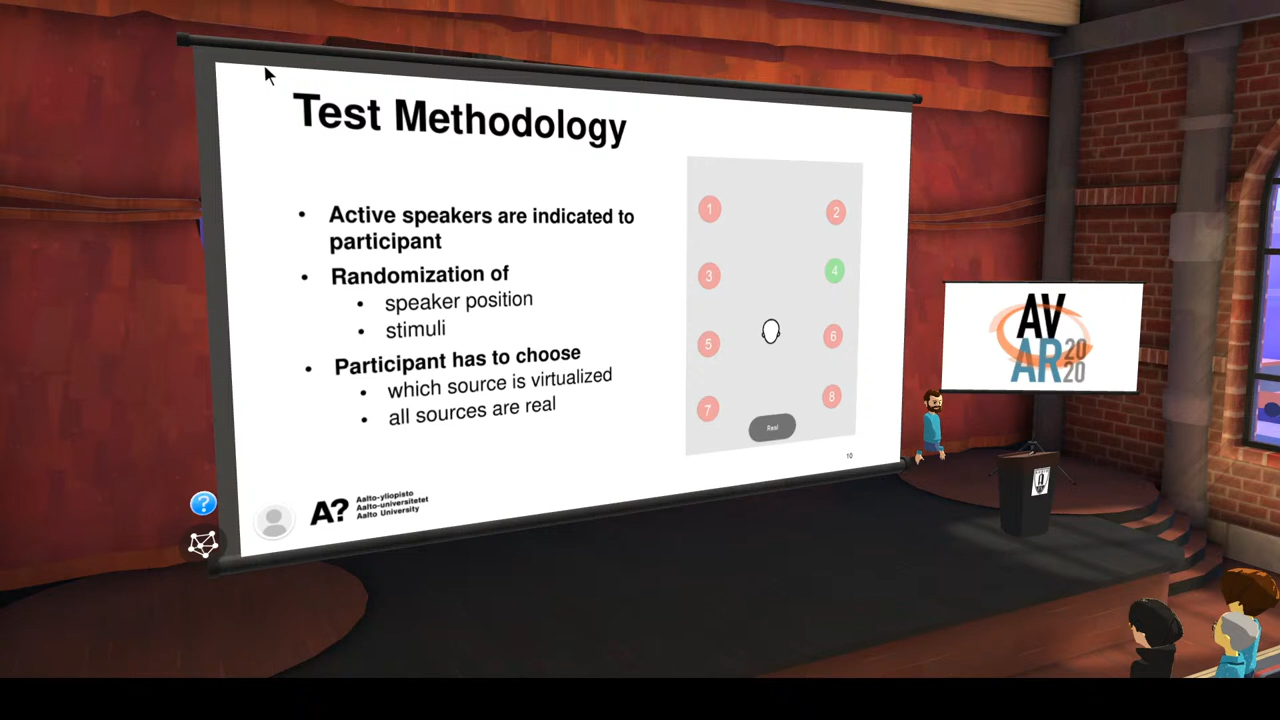 Test Methodology
• Active speakers are indicated to
participant
• Randomization of
• speaker position
• stimuli
• Participant has to choose
• which source is virtualized
• all sources are real
1
2
3
4
5
6
7
8
Real
10
A?
Aalto-yliopisto
Aalto-universitetet
Aalto University
?
AV
AR
20
20